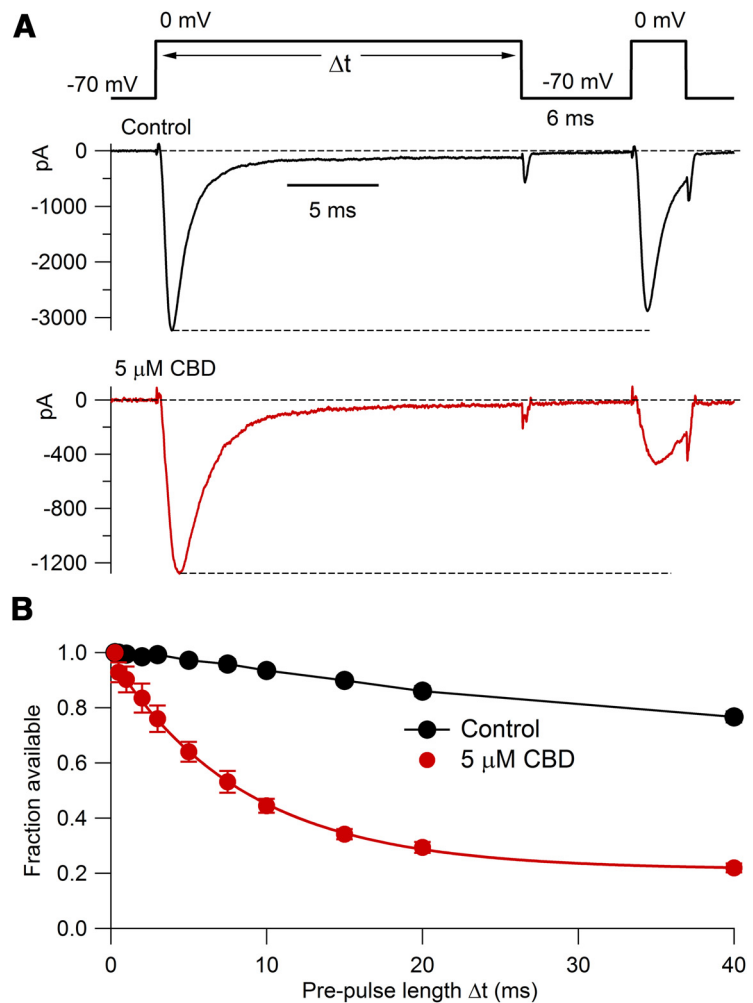 A
0 mV
0 mV
Δt
-70 mV
-70 mV
6 ms
Control
pA
0
-1000
-2000
-3000
5 ms
5 μM CBD
pA
0
-400
-800
-1200
B
Fraction available
1.0
0.8
0.6
0.4
0.2
0.0
Control
5 μM CBD
0
10
20
30
40
Pre-pulse length Δt (ms)